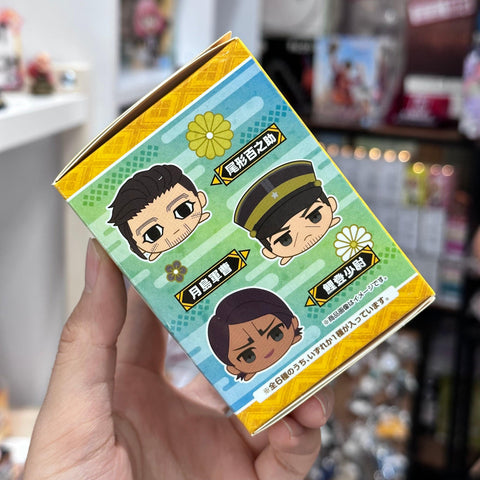 尾形百之助
月島軍曹
鯉登少尉
※商品画像はイメージです。
※全6種のうち、いずれか1種が入っています。